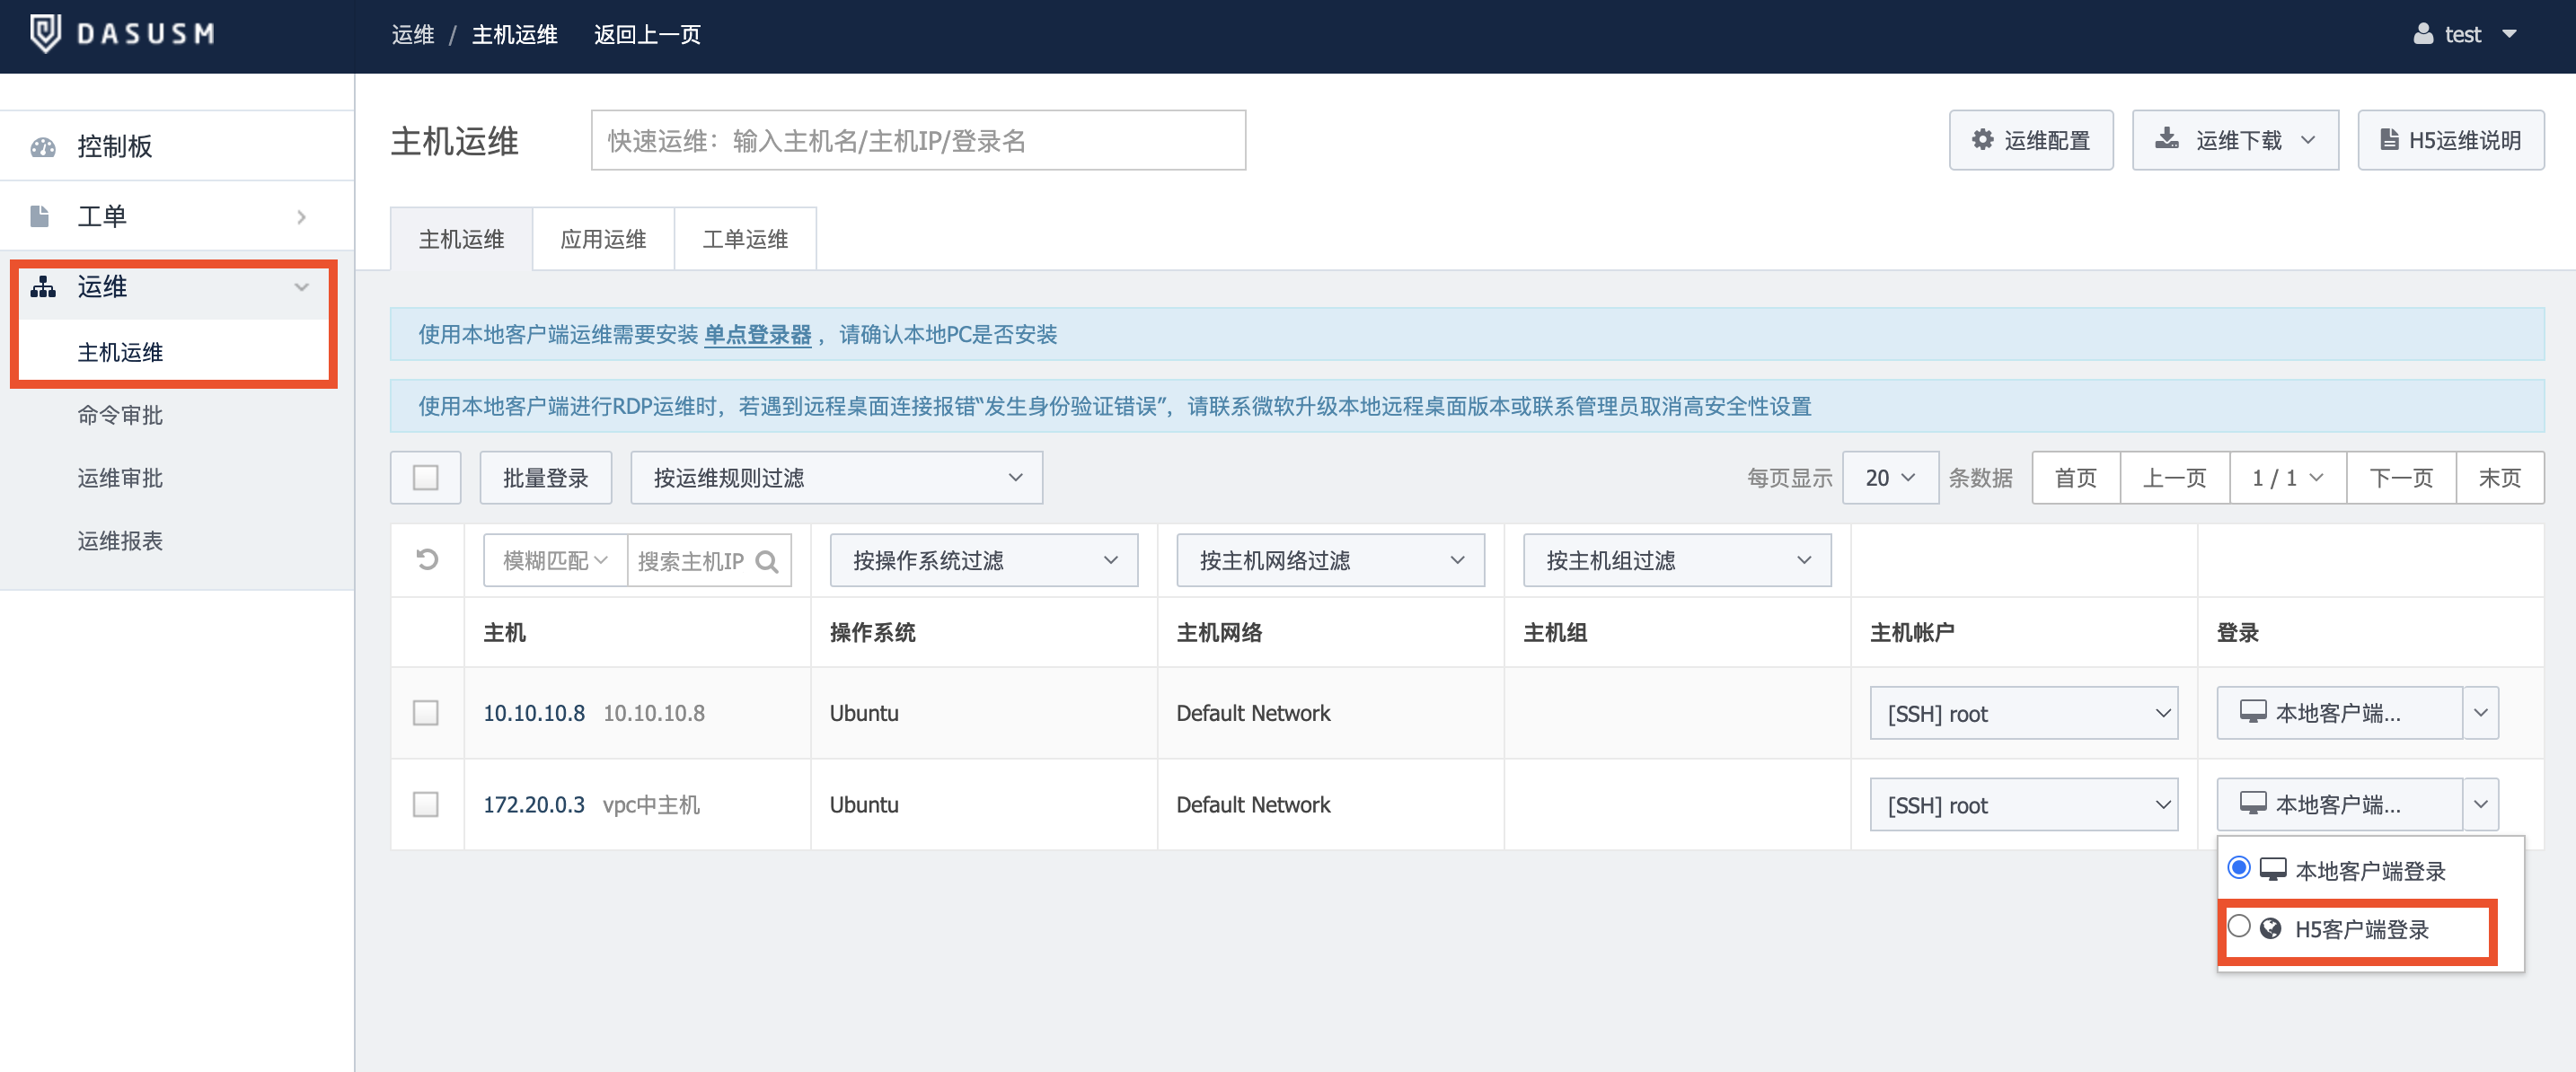 DASUSM
运维 / 主机运维 返回上一页
test
控制板
工单
运维
主机运维
命令审批
运维审批
运维报表
主机运维
快速运维：输入主机名/主机IP/登录名
运维配置
运维下载
H5运维说明
主机运维 应用运维 工单运维
使用本地客户端运维需要安装 单点登录器 ，请确认本地PC是否安装
使用本地客户端进行RDP运维时，若遇到远程桌面连接报错“发生身份验证错误”，请联系微软升级本地远程桌面版本或联系管理员取消高安全性设置
批量登录 按运维规则过滤 每页显示 20 条数据 首页 上一页 1 / 1 下一页 末页
模糊匹配 搜索主机IP 按操作系统过滤 按主机网络过滤 按主机组过滤
主机 操作系统 主机网络 主机组 主机帐户 登录
10.10.10.8 10.10.10.8 Ubuntu Default Network [SSH] root 本地客户端...
172.20.0.3 vpc中主机 Ubuntu Default Network [SSH] root 本地客户端...
本地客户端登录
H5客户端登录